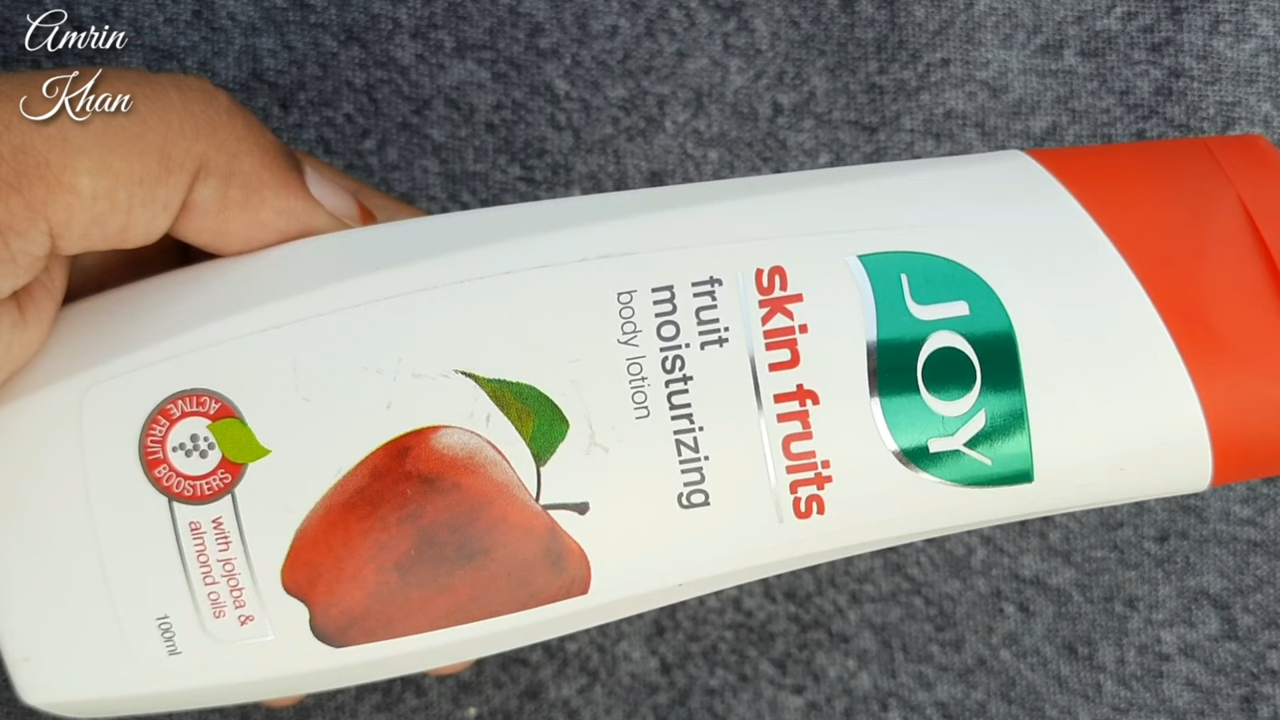 Amrin
Khan
JOY
skin fruits
fruit
moisturizing
body lotion
ACTIVE FRUIT BOOSTERS
with jojoba &
almond oils
100ml